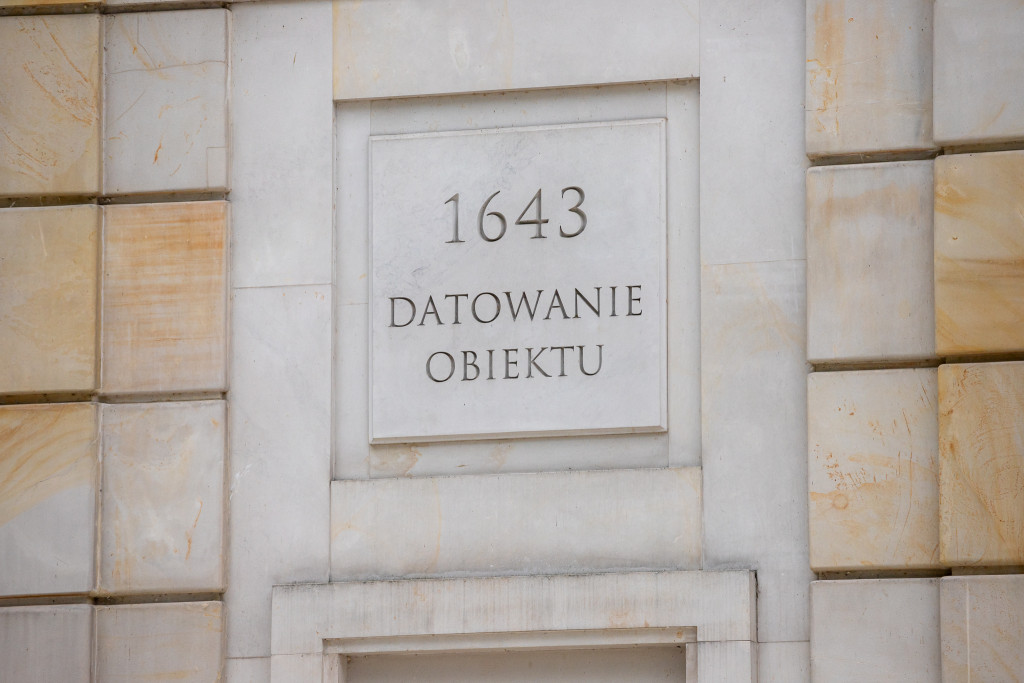 1643
DATOWANIE
OBIEKTU